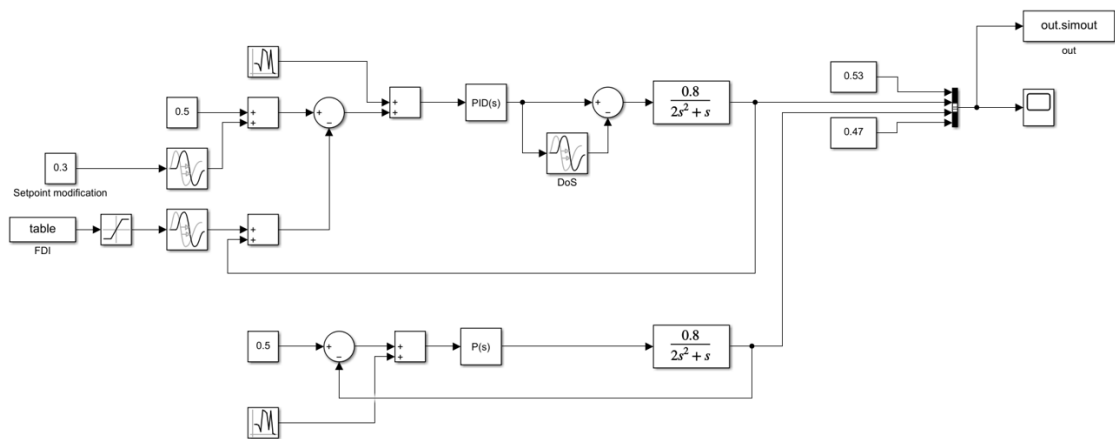 out.simout
out
0.53
0.5
PID(s)
0.8
2s² + s
0.47
0.3
Setpoint modification
DoS
table
FDI
0.5
P(s)
0.8
2s² + s